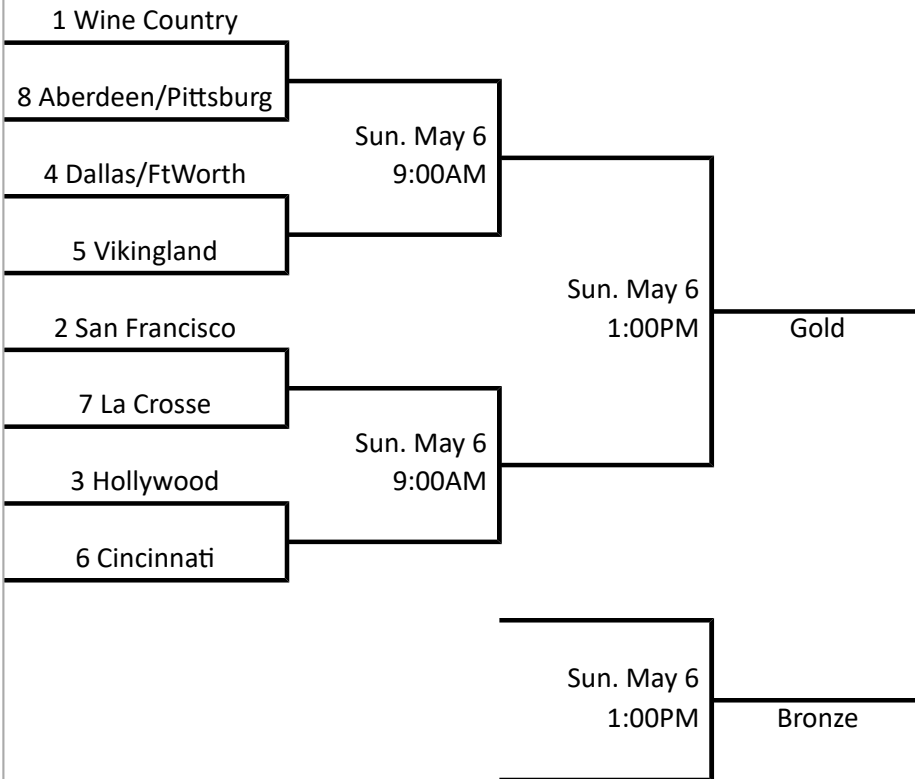 1 Wine Country
8 Aberdeen/Pittsburg
Sun. May 6
9:00AM
4 Dallas/FtWorth
5 Vikingland
Sun. May 6
1:00PM
Gold
2 San Francisco
7 La Crosse
Sun. May 6
9:00AM
3 Hollywood
6 Cincinnati
Sun. May 6
1:00PM
Bronze